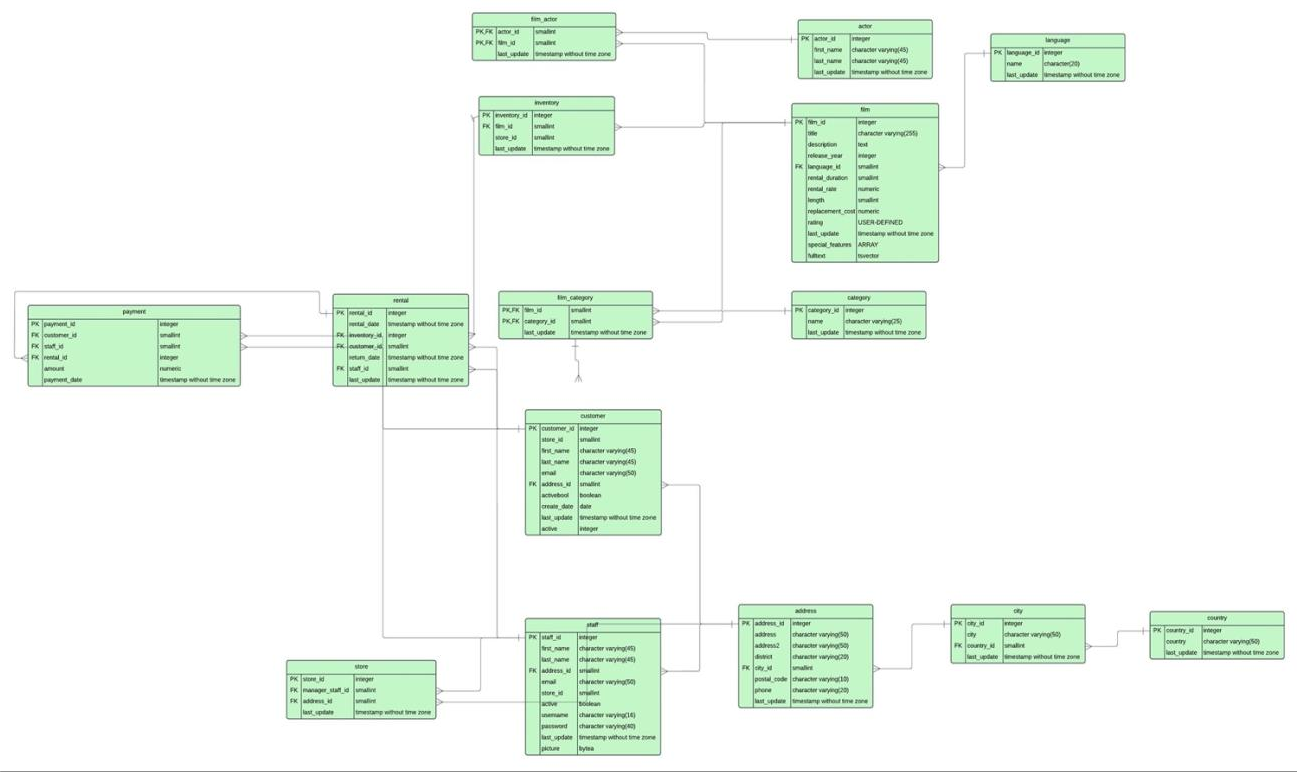 film_actor
PK,FK actor_id smallint
PK,FK film_id smallint
last_update timestamp without time zone
actor
PK actor_id integer
first_name character varying(45)
last_name character varying(45)
last_update timestamp without time zone
language
PK language_id integer
name character(20)
last_update timestamp without time zone
inventory
PK inventory_id integer
FK film_id smallint
store_id smallint
last_update timestamp without time zone
film
PK film_id integer
title character varying(255)
description text
release_year integer
FK language_id smallint
rental_duration smallint
rental_rate numeric
length smallint
replacement_cost numeric
rating USER-DEFINED
last_update timestamp without time zone
special_features ARRAY
fulltext tsvector
payment
PK payment_id integer
FK customer_id smallint
FK staff_id smallint
FK rental_id integer
amount numeric
payment_date timestamp without time zone
rental
PK rental_id integer
rental_date timestamp without time zone
FK inventory_id integer
FK customer_id smallint
return_date timestamp without time zone
FK staff_id smallint
last_update timestamp without time zone
film_category
PK,FK film_id smallint
PK,FK category_id smallint
last_update timestamp without time zone
category
PK category_id integer
name character varying(25)
last_update timestamp without time zone
customer
PK customer_id integer
store_id smallint
first_name character varying(45)
last_name character varying(45)
email character varying(50)
FK address_id smallint
activebool boolean
create_date date
last_update timestamp without time zone
active integer
store
PK store_id integer
FK manager_staff_id smallint
FK address_id smallint
last_update timestamp without time zone
staff
PK staff_id integer
first_name character varying(45)
last_name character varying(45)
FK address_id smallint
email character varying(50)
store_id smallint
active boolean
username character varying(16)
password character varying(40)
last_update timestamp without time zone
picture bytea
address
PK address_id integer
address character varying(50)
address2 character varying(50)
district character varying(20)
FK city_id smallint
postal_code character varying(10)
phone character varying(20)
last_update timestamp without time zone
city
PK city_id integer
city character varying(50)
FK country_id smallint
last_update timestamp without time zone
country
PK country_id integer
country character varying(50)
last_update timestamp without time zone